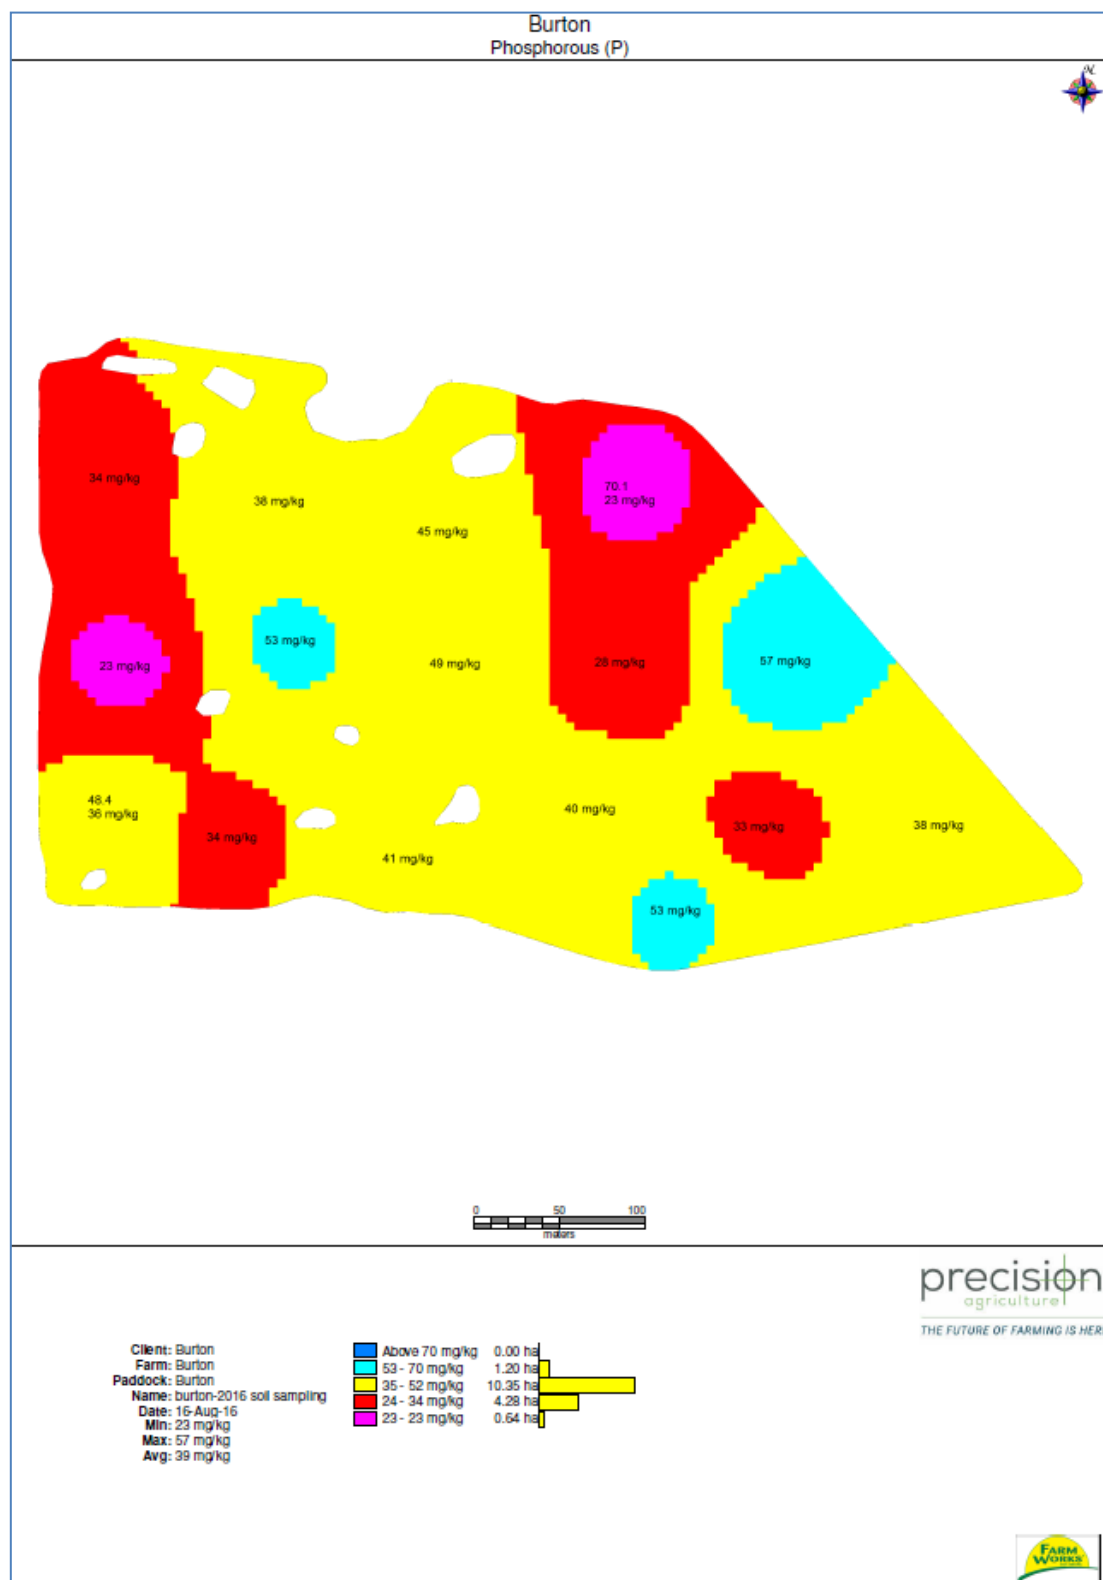 Burton
Phosphorous (P)
N
34 mg/kg
38 mg/kg
45 mg/kg
70.1
23 mg/kg
53 mg/kg
23 mg/kg
49 mg/kg
28 mg/kg
57 mg/kg
48.4
36 mg/kg
34 mg/kg
41 mg/kg
40 mg/kg
33 mg/kg
38 mg/kg
53 mg/kg
0 50 100
meters
precision
agriculture
THE FUTURE OF FARMING IS HER
Client: Burton
Farm: Burton
Paddock: Burton
Name: burton-2016 soil sampling
Date: 16-Aug-16
Min: 23 mg/kg
Max: 57 mg/kg
Avg: 39 mg/kg
Above 70 mg/kg 0.00 ha
53 - 70 mg/kg 1.20 ha
35 - 52 mg/kg 10.35 ha
24 - 34 mg/kg 4.28 ha
23 - 23 mg/kg 0.64 ha
FARM
WORKS